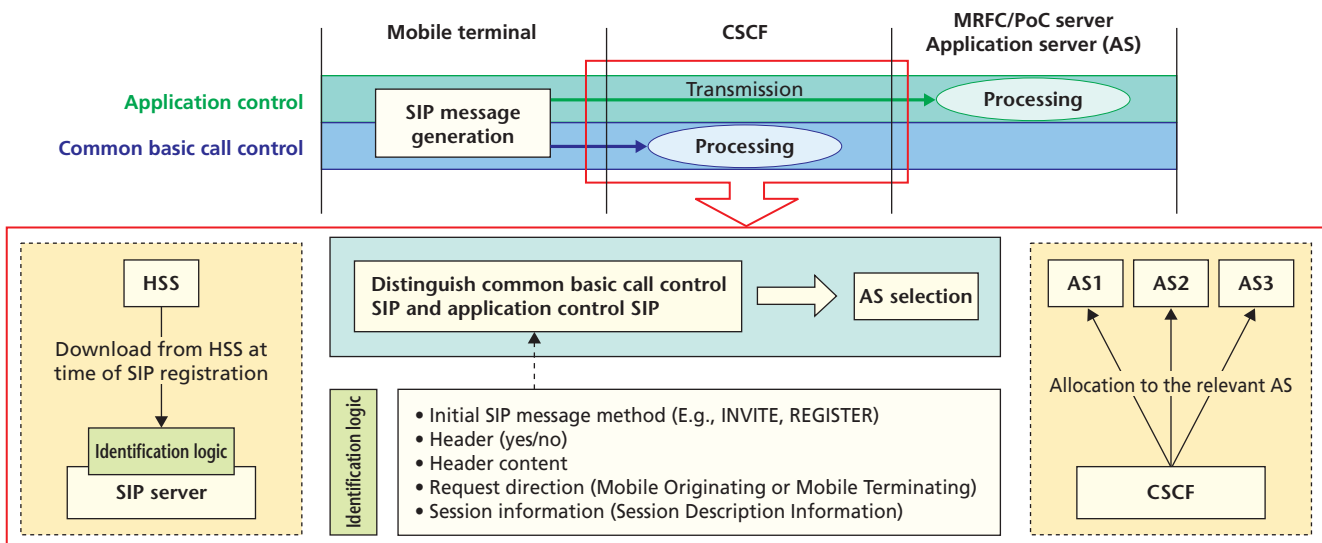 Mobile terminal
CSCF
MRFC/PoC server
Application server (AS)
Application control
Common basic call control
SIP message
generation
Transmission
Processing
Processing
HSS
Download from HSS at
time of SIP registration
Identification logic
SIP server
Distinguish common basic call control
SIP and application control SIP
AS selection
Identification logic
• Initial SIP message method (E.g., INVITE, REGISTER)
• Header (yes/no)
• Header content
• Request direction (Mobile Originating or Mobile Terminating)
• Session information (Session Description Information)
AS1
AS2
AS3
Allocation to the relevant AS
CSCF